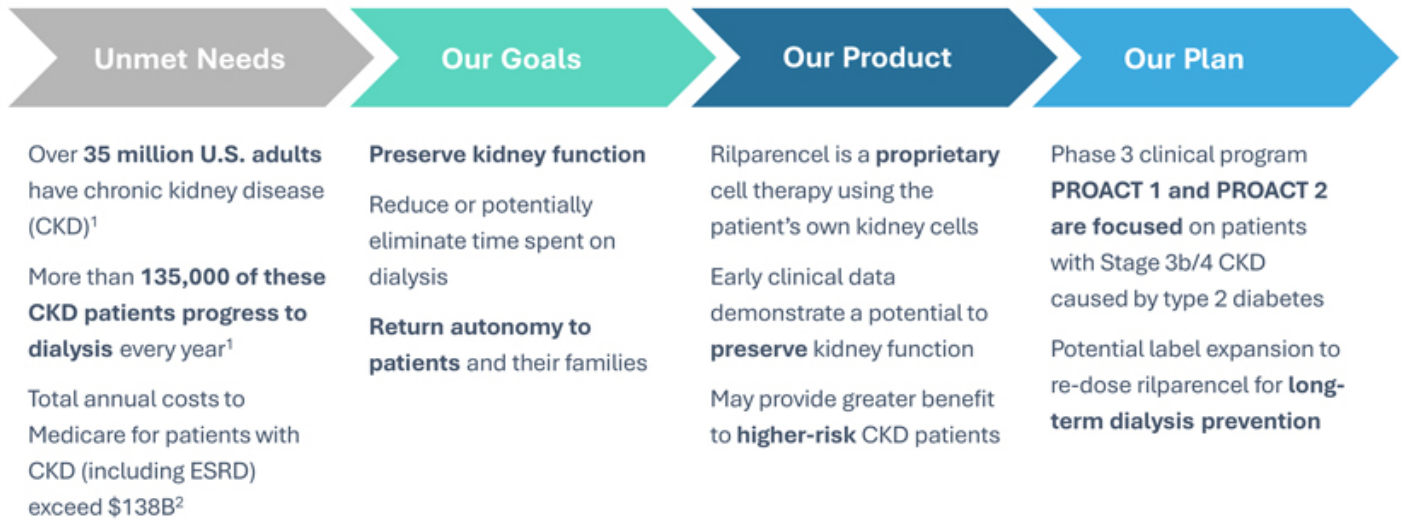 Unmet Needs
Over 35 million U.S. adults
have chronic kidney disease
(CKD)¹
More than 135,000 of these
CKD patients progress to
dialysis every year¹
Total annual costs to
Medicare for patients with
CKD (including ESRD)
exceed $138B²
Our Goals
Preserve kidney function
Reduce or potentially
eliminate time spent on
dialysis
Return autonomy to
patients and their families
Our Product
Rilparencel is a proprietary
cell therapy using the
patient's own kidney cells
Early clinical data
demonstrate a potential to
preserve kidney function
May provide greater benefit
to higher-risk CKD patients
Our Plan
Phase 3 clinical program
PROACT 1 and PROACT 2
are focused on patients
with Stage 3b/4 CKD
caused by type 2 diabetes
Potential label expansion to
re-dose rilparencel for long-
term dialysis prevention